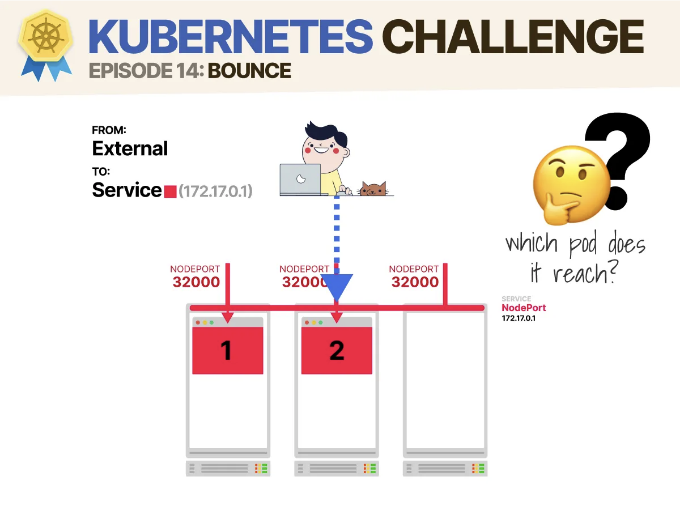 KUBERNETES CHALLENGE
EPISODE 14: BOUNCE
FROM:
External
TO:
Service (172.17.0.1)
which pod does
it reach?
NODEPORT
32000
NODEPORT
32000
NODEPORT
32000
SERVICE
NodePort
172.17.0.1
1
2